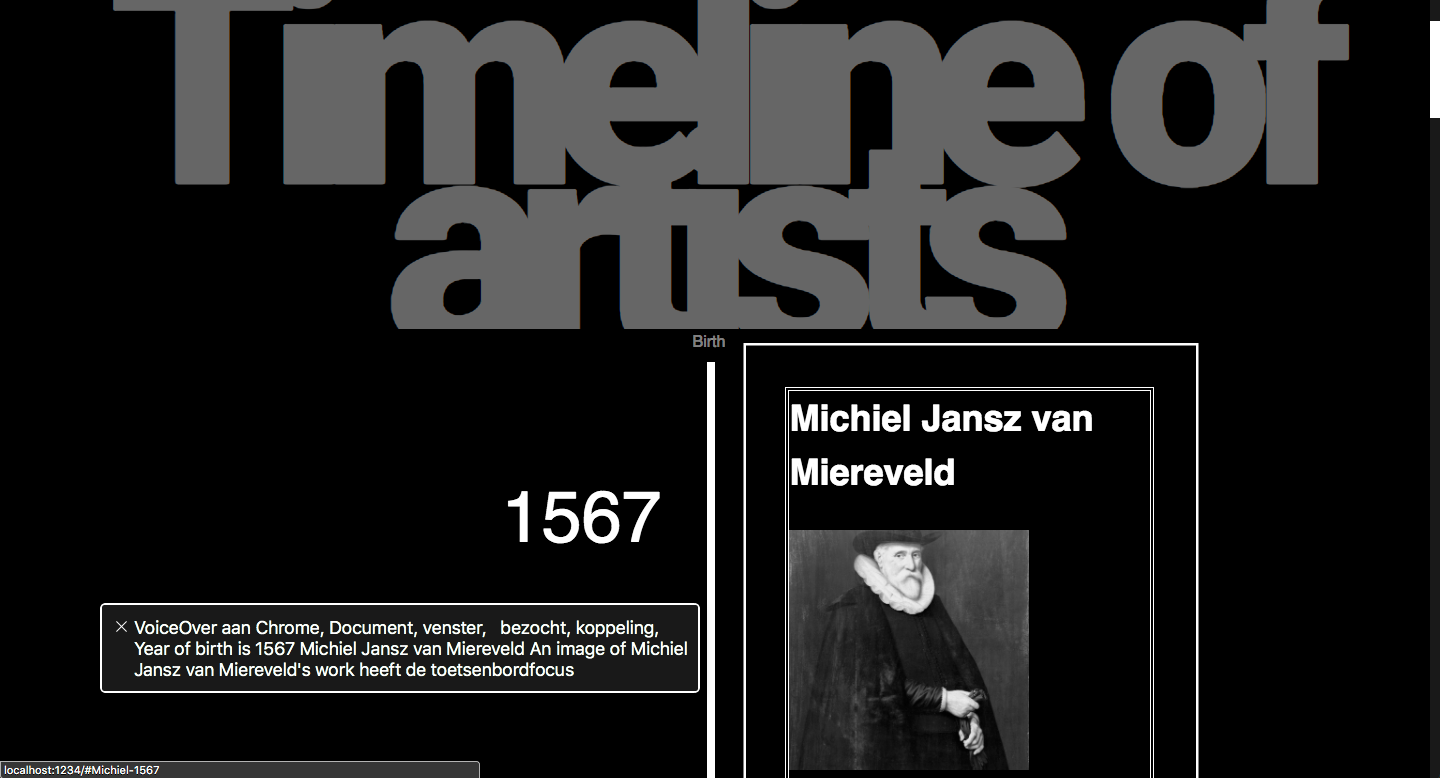 Timeline of
artists
Birth
Michiel Jansz van
Miereveld
1567
VoiceOver aan Chrome, Document, venster,   bezocht, koppeling,
Year of birth is 1567 Michiel Jansz van Miereveld An image of Michiel
Jansz van Miereveld's work heeft de toetsenbordfocus
localhost:1234/#Michiel-1567